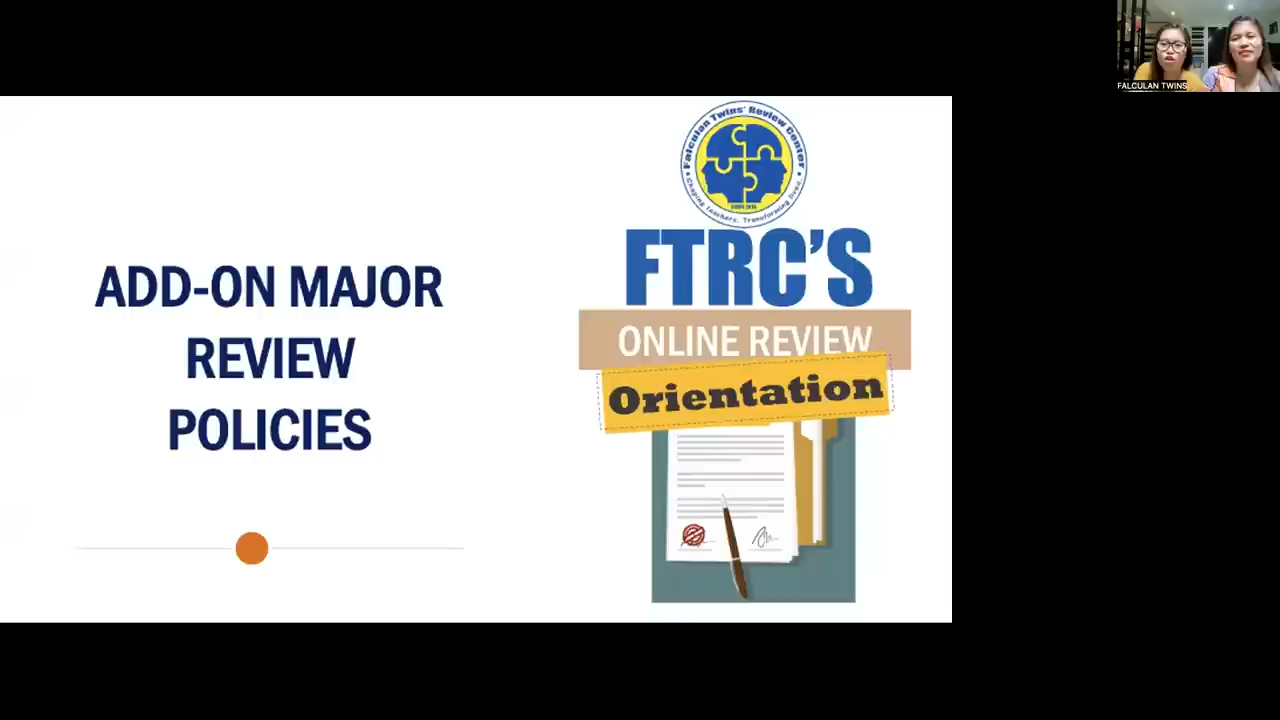 FALCULAN TWINS
ADD-ON MAJOR
REVIEW
POLICIES
Falculan Twins' Review Center
Shaping Teachers, Transforming lives.
FTRC'S
ONLINE REVIEW
Orientation